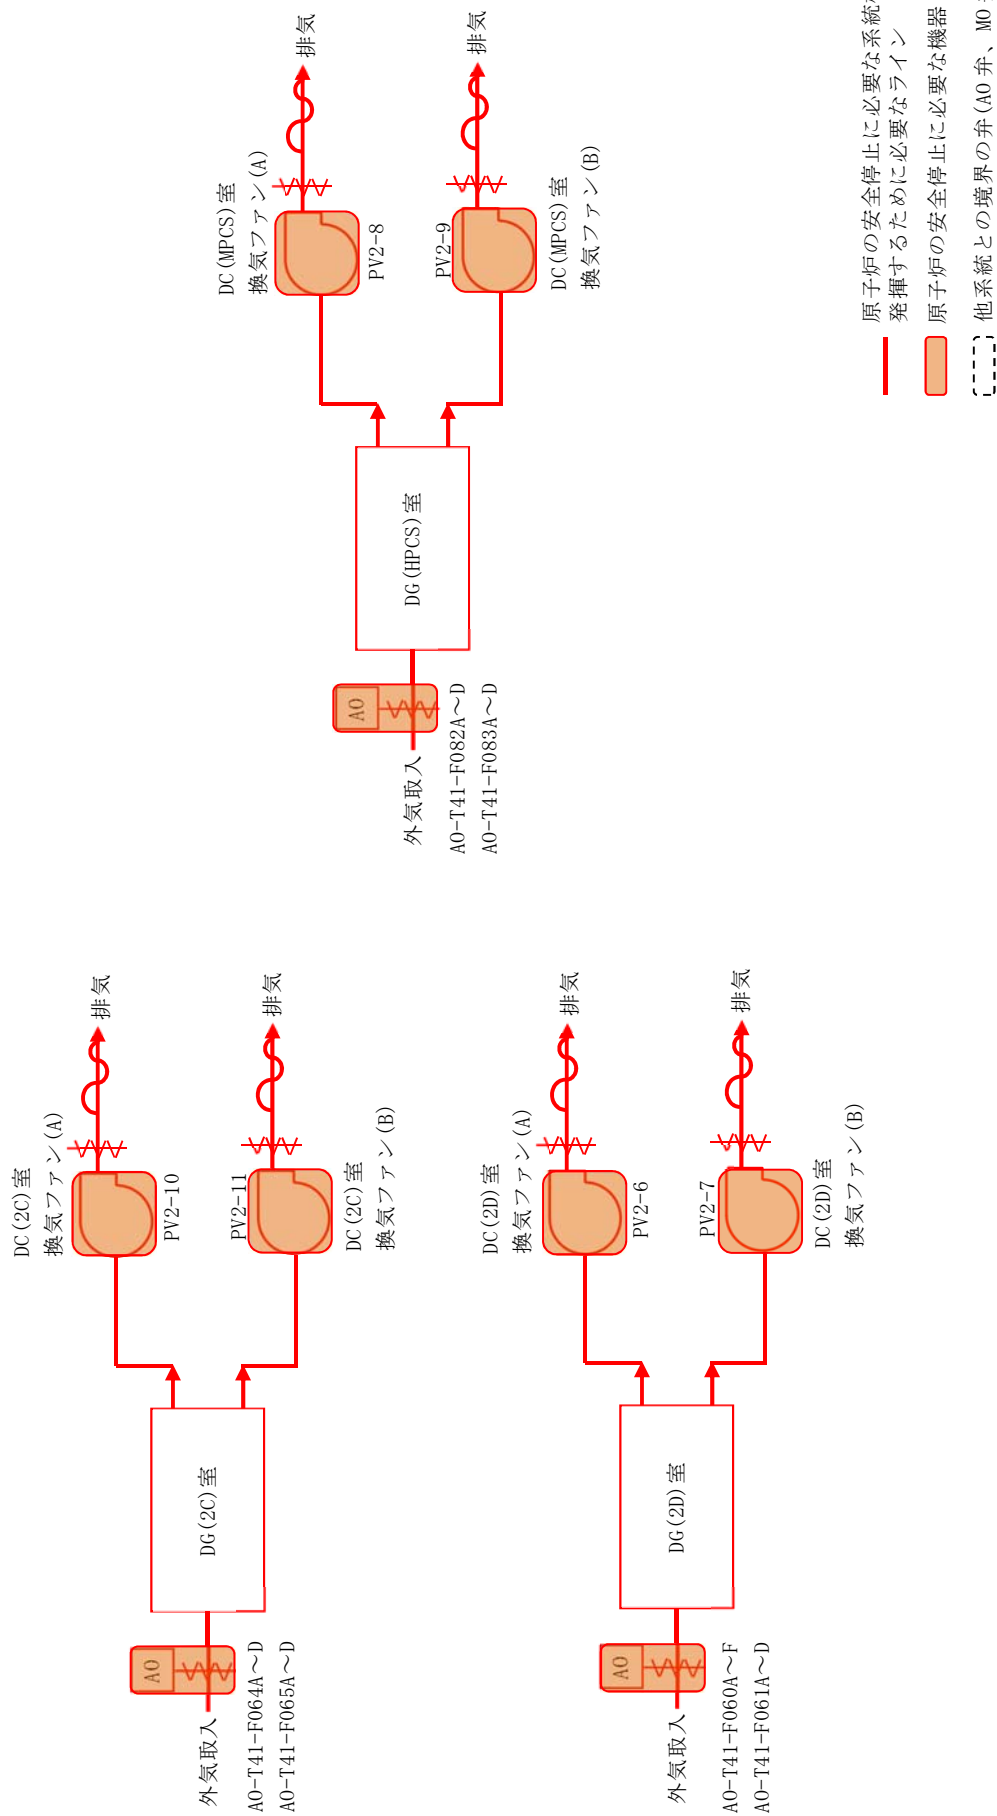 DC(2C)室
換気ファン(A)
排気
PV2-10
PV2-11
排気
DC(2C)室
換気ファン(B)
DG(2C)室
AO
外気取入
AO-T41-F064A～D
AO-T41-F065A～D
DC(2D)室
換気ファン(A)
排気
PV2-6
PV2-7
排気
DC(2D)室
換気ファン(B)
DG(2D)室
AO
外気取入
AO-T41-F060A～F
AO-T41-F061A～D
DC(MPCS)室
換気ファン(A)
排気
PV2-8
PV2-9
排気
DC(MPCS)室
換気ファン(B)
DG(HPCS)室
AO
外気取入
AO-T41-F082A～D
AO-T41-F083A～D
原子炉の安全停止に必要な系統
発揮するために必要なライン
原子炉の安全停止に必要な機器
他系統との境界の弁(AO弁、MO